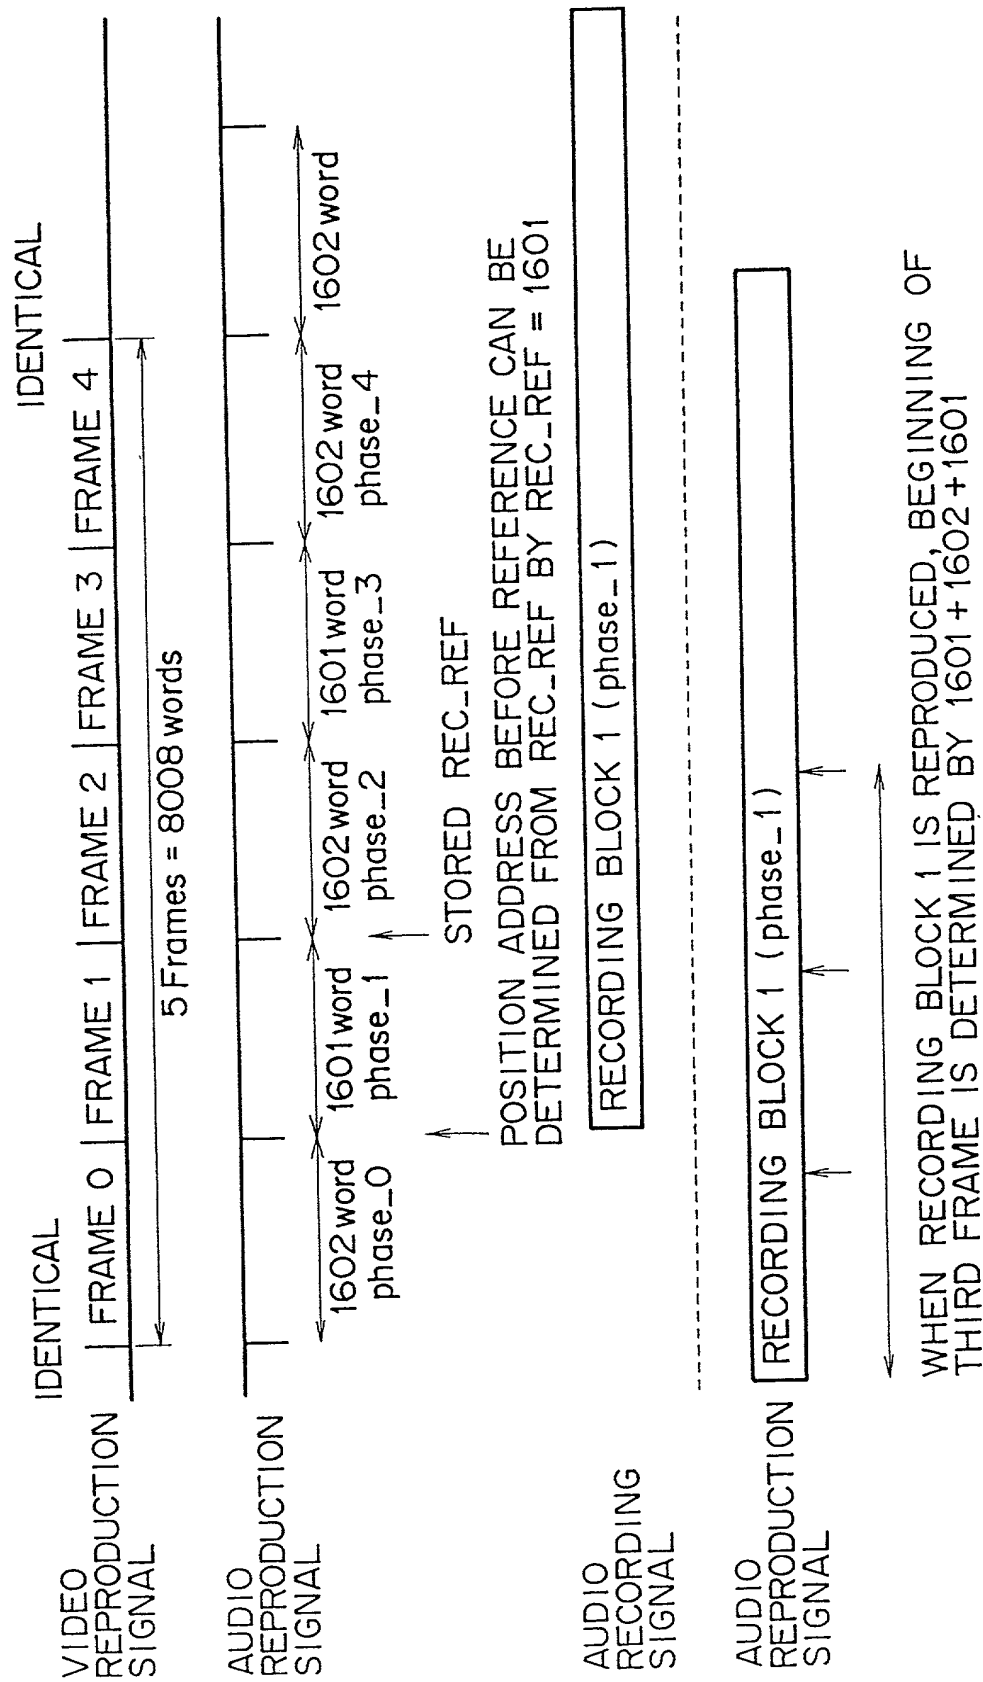 IDENTICAL
IDENTICAL
VIDEO
REPRODUCTION
SIGNAL
FRAME 0
FRAME 1
FRAME 2
FRAME 3
FRAME 4
5 Frames = 8008 words
AUDIO
REPRODUCTION
SIGNAL
1602 word
phase_0
1601 word
phase_1
1602 word
phase_2
1601 word
phase_3
1602 word
phase_4
1602 word
STORED REC_REF
POSITION ADDRESS BEFORE REFERENCE CAN BE
DETERMINED FROM REC_REF BY REC_REF = 1601
AUDIO
RECORDING
SIGNAL
RECORDING BLOCK 1 (phase_1)
AUDIO
REPRODUCTION
SIGNAL
RECORDING BLOCK 1 (phase_1)
WHEN RECORDING BLOCK 1 IS REPRODUCED, BEGINNING OF
THIRD FRAME IS DETERMINED BY 1601 + 1602 + 1601